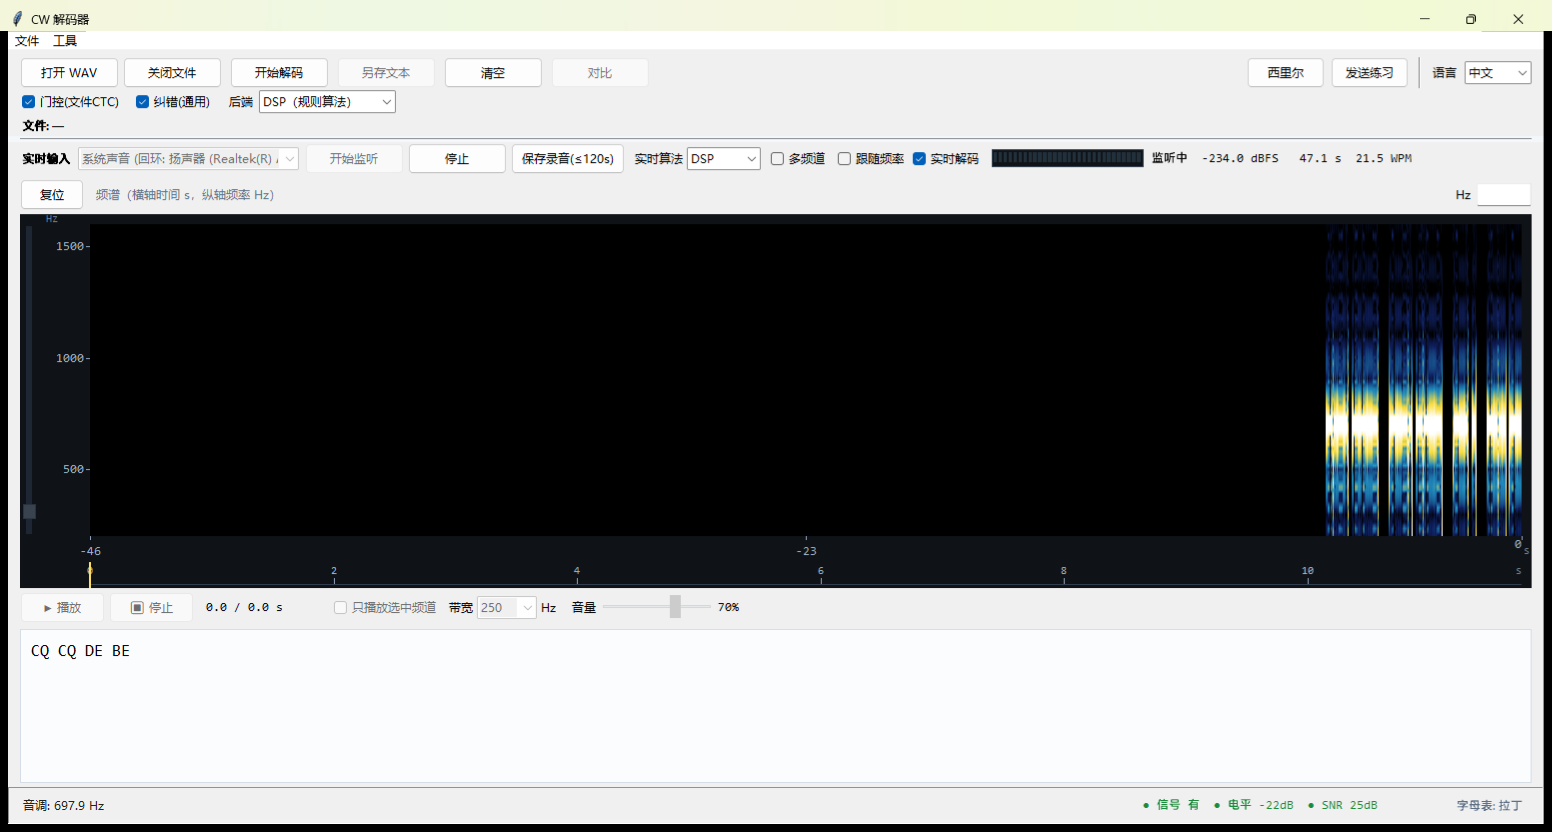 CW 解码器
文件 工具
打开 WAV 关闭文件 开始解码 另存文本 清空 对比 西里尔 发送练习 语言 中文
门控(文件CTC) 纠错(通用) 后端 DSP (规则算法)
文件: —
实时输入 系统声音 (回环: 扬声器 (Realtek(R) 开始监听 停止 保存录音(≤120s) 实时算法 DSP 多频道 跟随频率 实时解码 监听中 -234.0 dBFS 47.1 s 21.5 WPM
复位 频谱 (横轴时间 s, 纵轴频率 Hz) Hz
Hz
1500
1000
500
-46 -23 0 s
0 2 4 6 8 10 s
播放 停止 0.0 / 0.0 s 只播放选中频道 带宽 250 Hz 音量 70%
CQ CQ DE BE
音调: 697.9 Hz 信号 有 电平 -22dB SNR 25dB 字母表: 拉丁